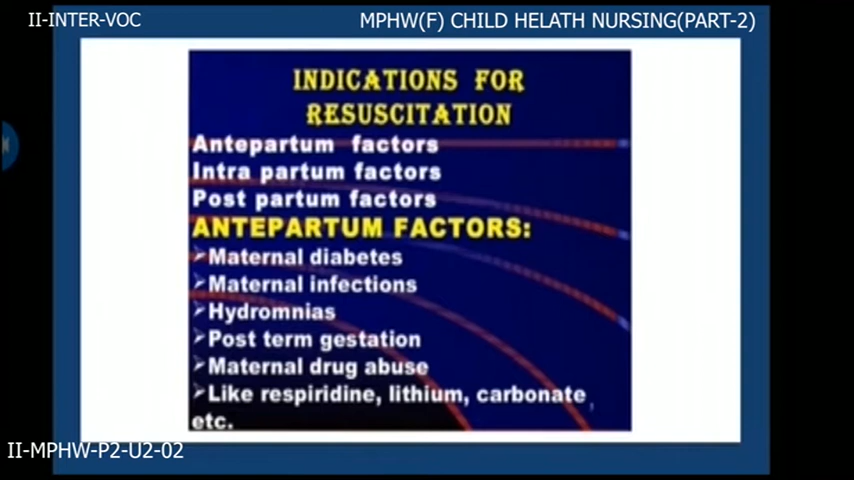 II-INTER-VOC
MPHW(F) CHILD HELATH NURSING(PART-2)
INDICATIONS FOR
RESUSCITATION
Antepartum factors
Intra partum factors
Post partum factors
ANTEPARTUM FACTORS:
➢Maternal diabetes
➢Maternal infections
➢Hydromnias
➢Post term gestation
➢Maternal drug abuse
➢Like respiridine, lithium, carbonate,
etc.
II-MPHW-P2-U2-02